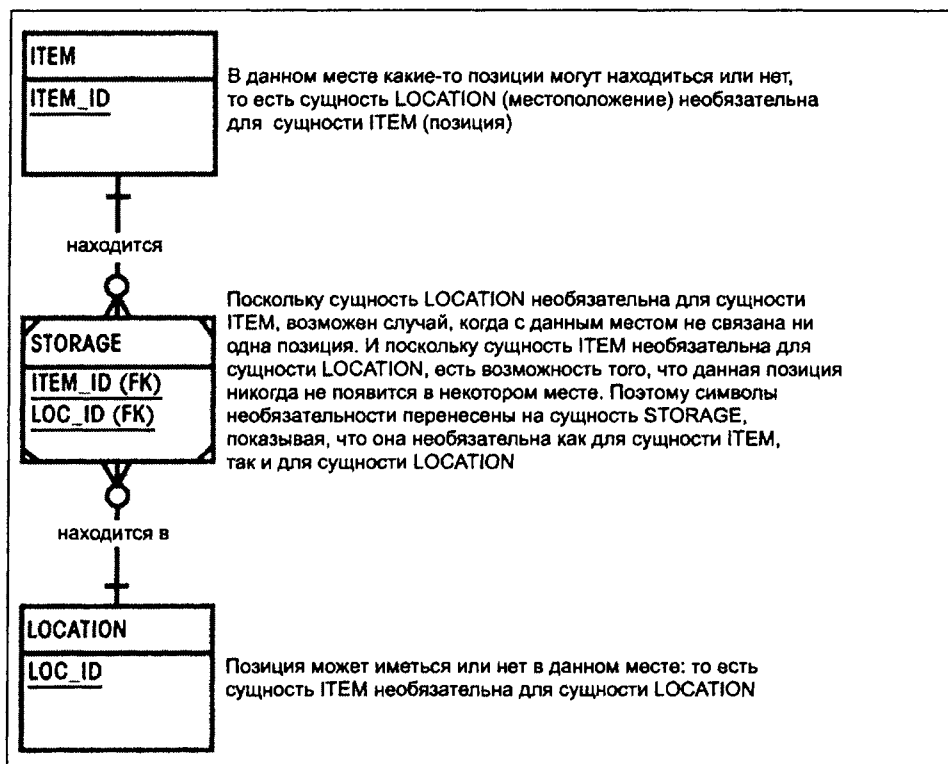 ITEM
ITEM_ID
В данном месте какие-то позиции могут находиться или нет,
то есть сущность LOCATION (местоположение) необязательна
для сущности ITEM (позиция)
находится
STORAGE
ITEM_ID (FK)
LOC_ID (FK)
Поскольку сущность LOCATION необязательна для сущности
ITEM, возможен случай, когда с данным местом не связана ни
одна позиция. И поскольку сущность ITEM необязательна для
сущности LOCATION, есть возможность того, что данная позиция
никогда не появится в некотором месте. Поэтому символы
необязательности перенесены на сущность STORAGE,
показывая, что она необязательна как для сущности ITEM,
так и для сущности LOCATION
находится в
LOCATION
LOC_ID
Позиция может иметься или нет в данном месте: то есть
сущность ITEM необязательна для сущности LOCATION